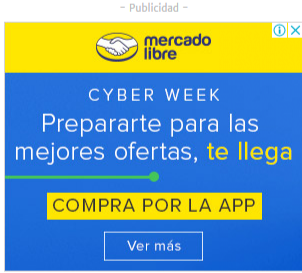 – Publicidad –
mercado
libre
CYBER WEEK
Prepararte para las
mejores ofertas, te llega
COMPRA POR LA APP
Ver más